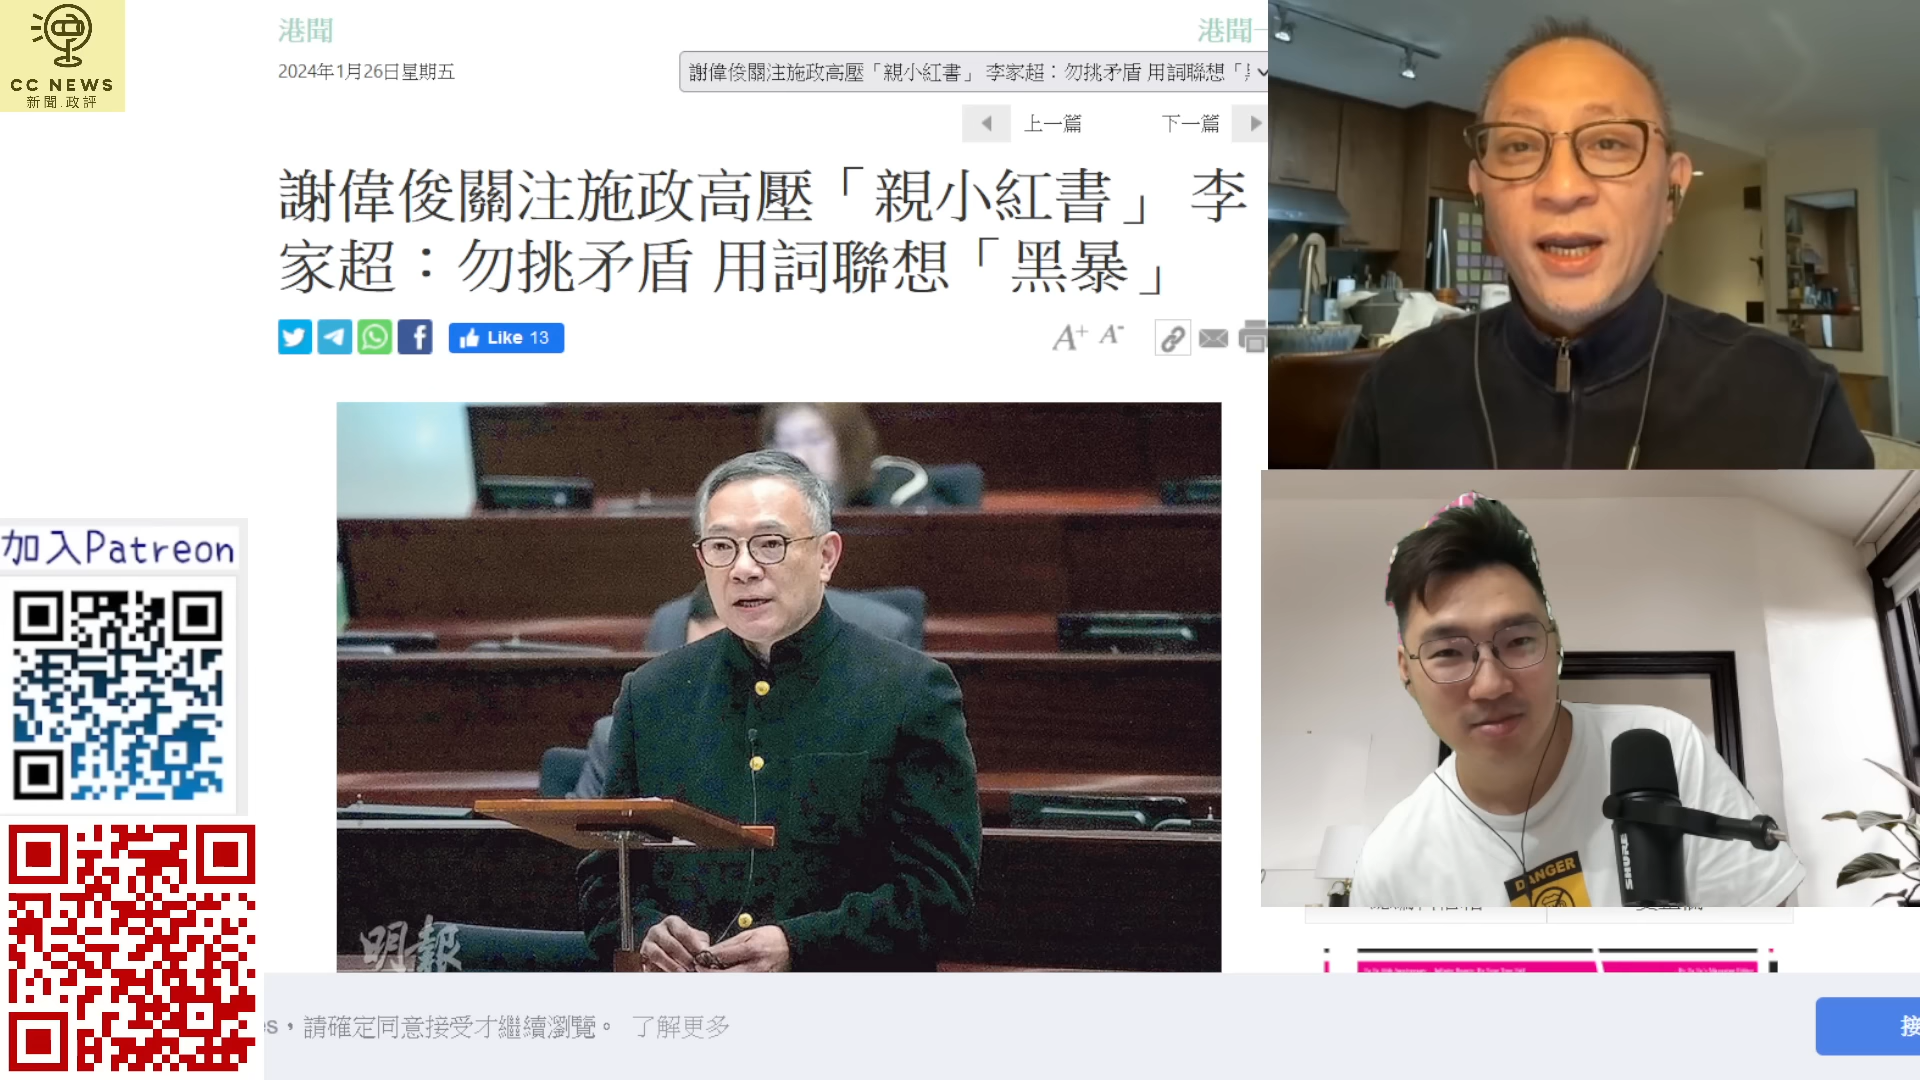 CC NEWS
新聞.政評
港聞
港聞
2024年1月26日星期五
謝偉俊關注施政高壓「親小紅書」 李家超：勿挑矛盾 用詞聯想「
上一篇
下一篇
謝偉俊關注施政高壓「親小紅書」 李
家超：勿挑矛盾 用詞聯想「黑暴」
Like 13
A+ A-
明報
加入Patreon
DANGER
SHURE
，請確定同意接受才繼續瀏覽。 了解更多
接